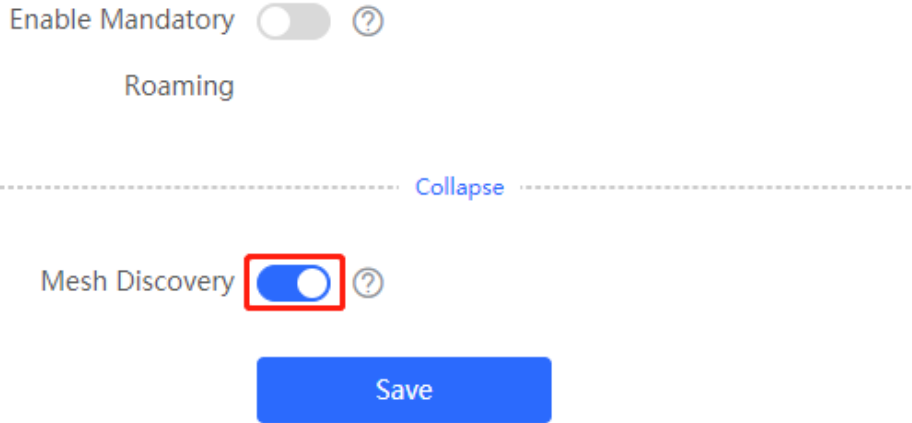 Enable Mandatory
Roaming
Collapse
Mesh Discovery
Save